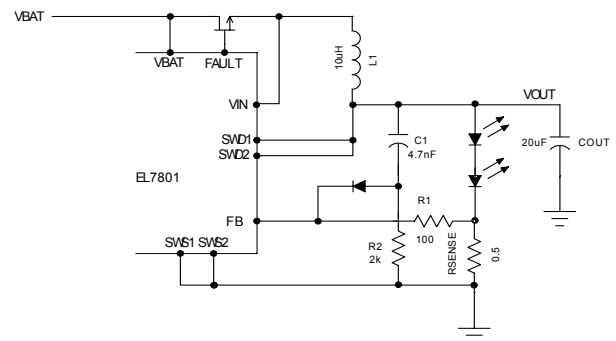 VBAT
VBAT
FAULT
10uH
L1
VIN
VOUT
SWD1
SWD2
C1
4.7nF
20uF
COUT
EL7801
FB
R1
100
R2
2k
RSENSE
0.5
SWS1
SWS2